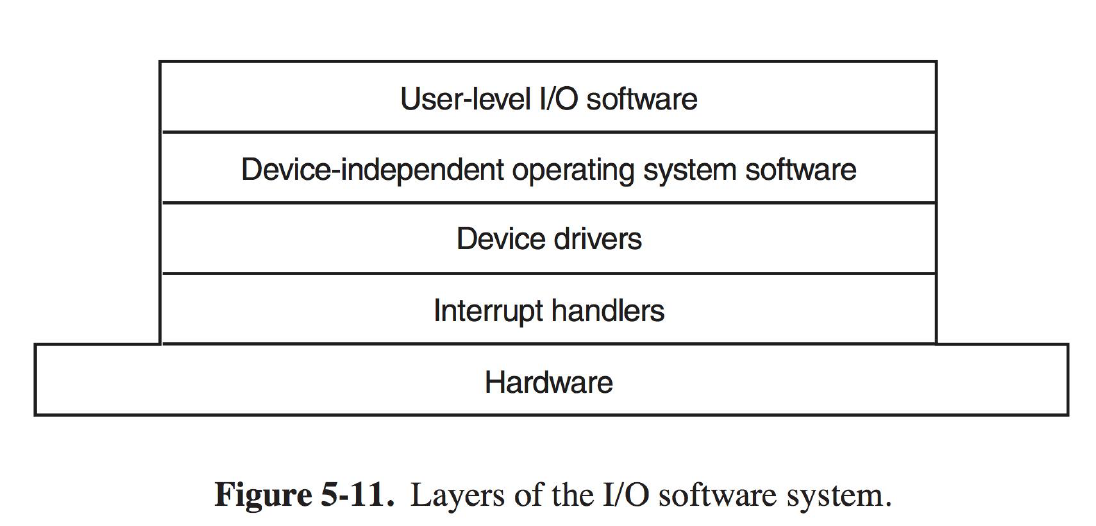 User-level I/O software
Device-independent operating system software
Device drivers
Interrupt handlers
Hardware
Figure 5-11. Layers of the I/O software system.